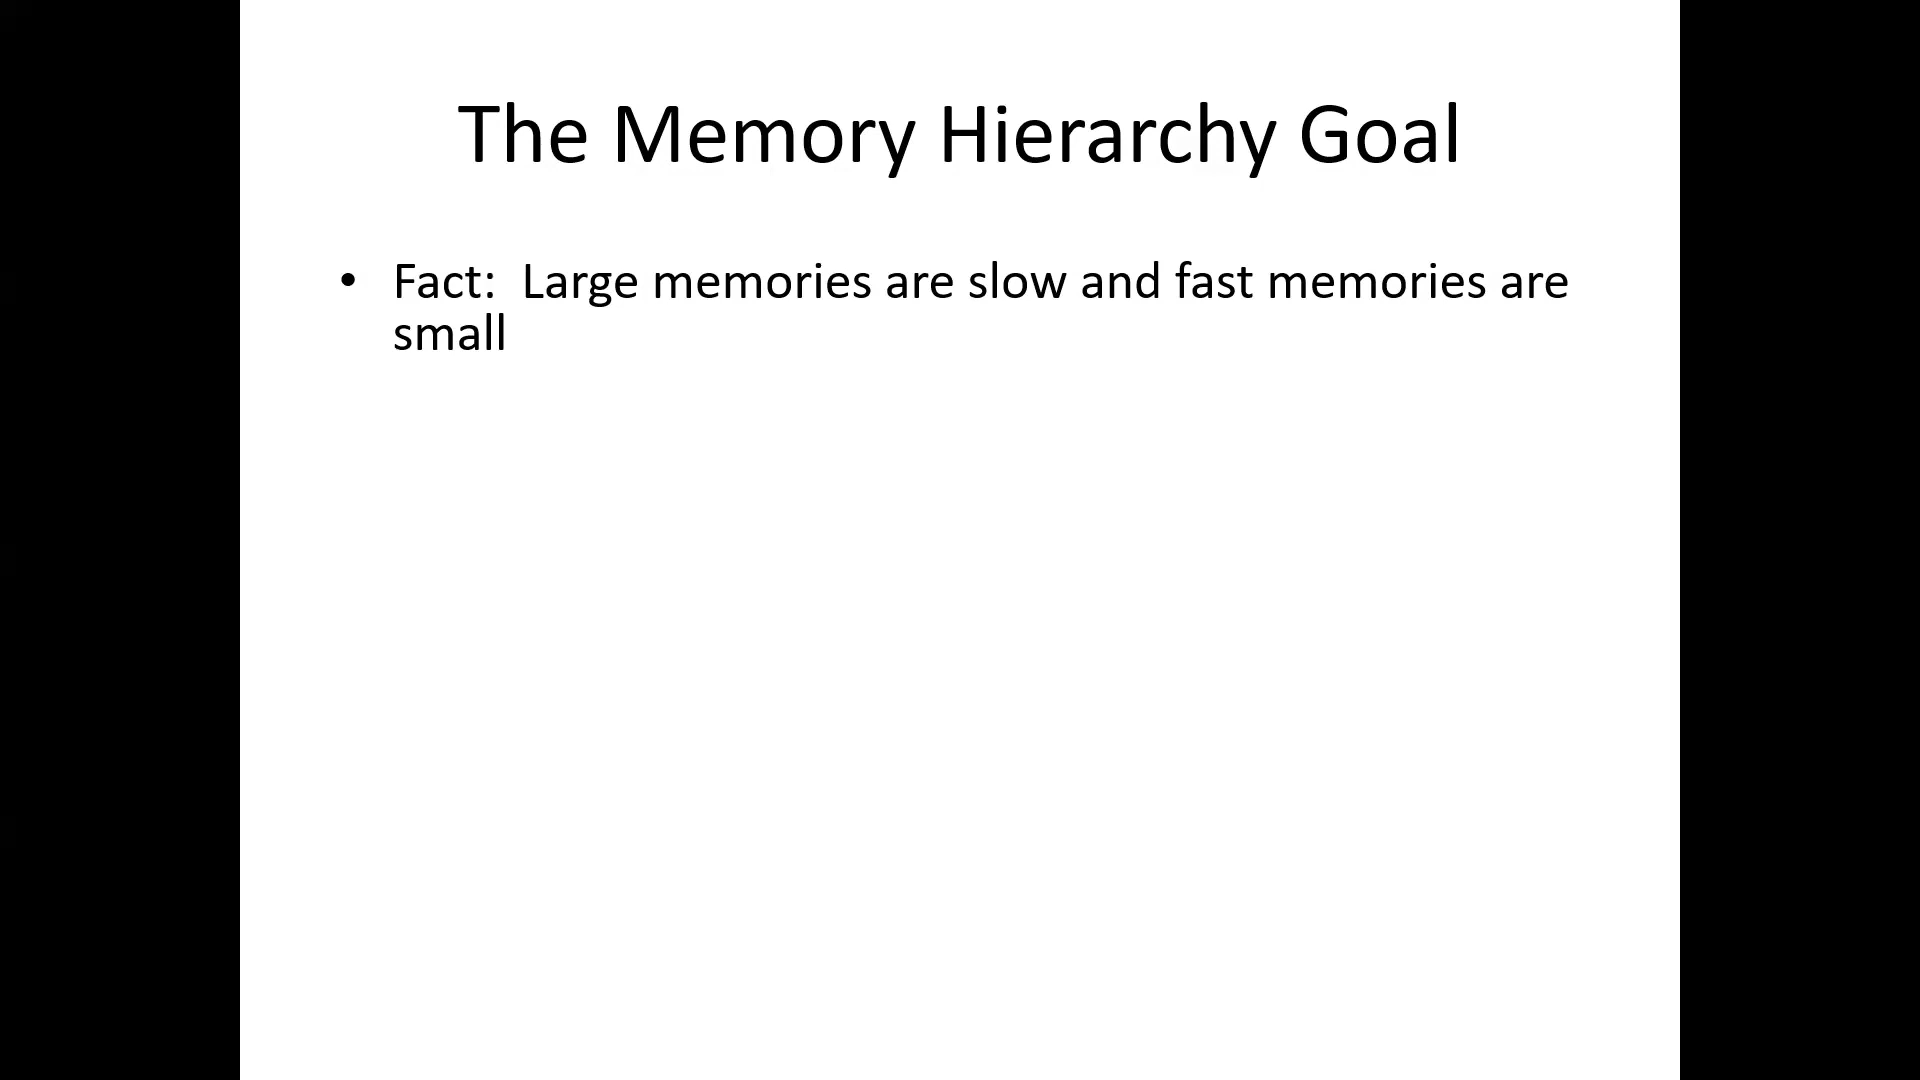 The Memory Hierarchy Goal
• Fact:  Large memories are slow and fast memories are
small